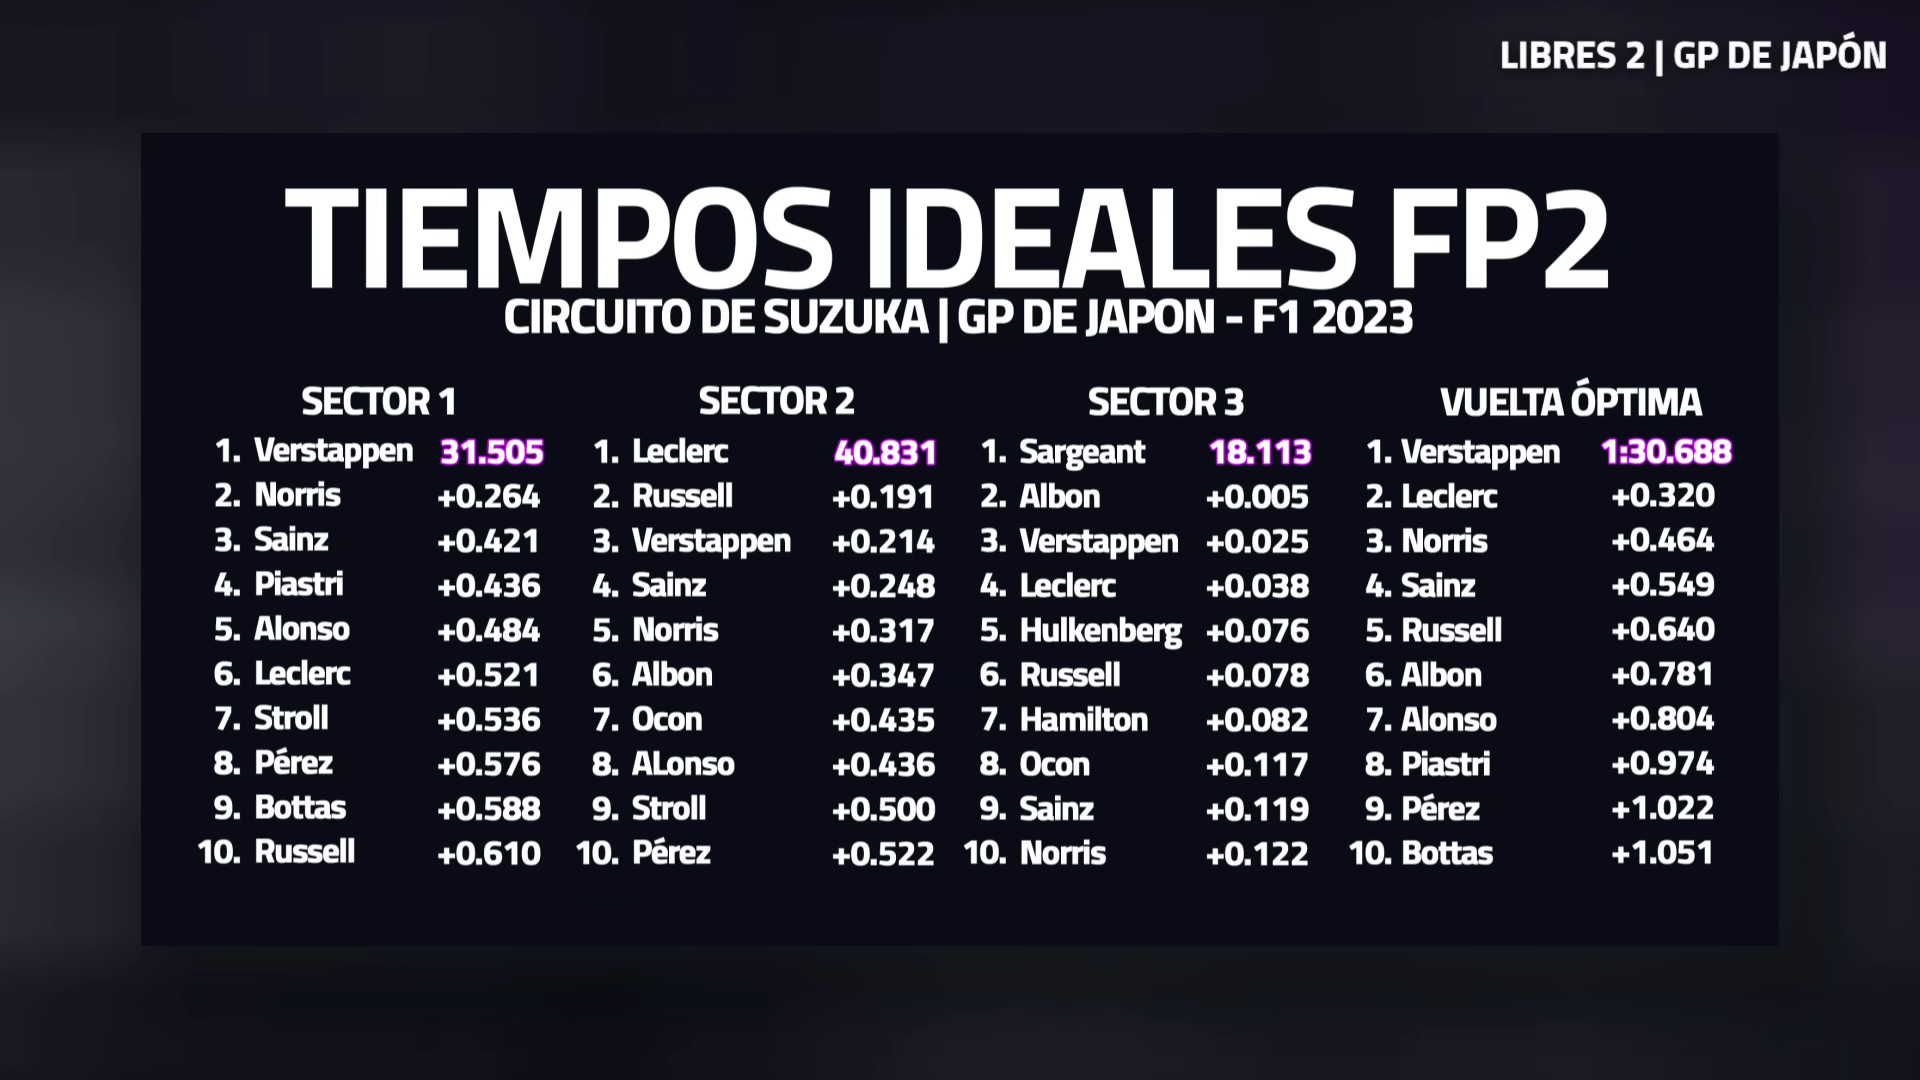 LIBRES 2 | GP DE JAPÓN
TIEMPOS IDEALES FP2
CIRCUITO DE SUZUKA | GP DE JAPON - F1 2023
SECTOR 1 SECTOR 2 SECTOR 3 VUELTA ÓPTIMA
1. Verstappen 31.505 1. Leclerc 40.831 1. Sargeant 18.113 1. Verstappen 1:30.688
2. Norris +0.264 2. Russell +0.191 2. Albon +0.005 2. Leclerc +0.320
3. Sainz +0.421 3. Verstappen +0.214 3. Verstappen +0.025 3. Norris +0.464
4. Piastri +0.436 4. Sainz +0.248 4. Leclerc +0.038 4. Sainz +0.549
5. Alonso +0.484 5. Norris +0.317 5. Hulkenberg +0.076 5. Russell +0.640
6. Leclerc +0.521 6. Albon +0.347 6. Russell +0.078 6. Albon +0.781
7. Stroll +0.536 7. Ocon +0.435 7. Hamilton +0.082 7. Alonso +0.804
8. Pérez +0.576 8. ALonso +0.436 8. Ocon +0.117 8. Piastri +0.974
9. Bottas +0.588 9. Stroll +0.500 9. Sainz +0.119 9. Pérez +1.022
10. Russell +0.610 10. Pérez +0.522 10. Norris +0.122 10. Bottas +1.051